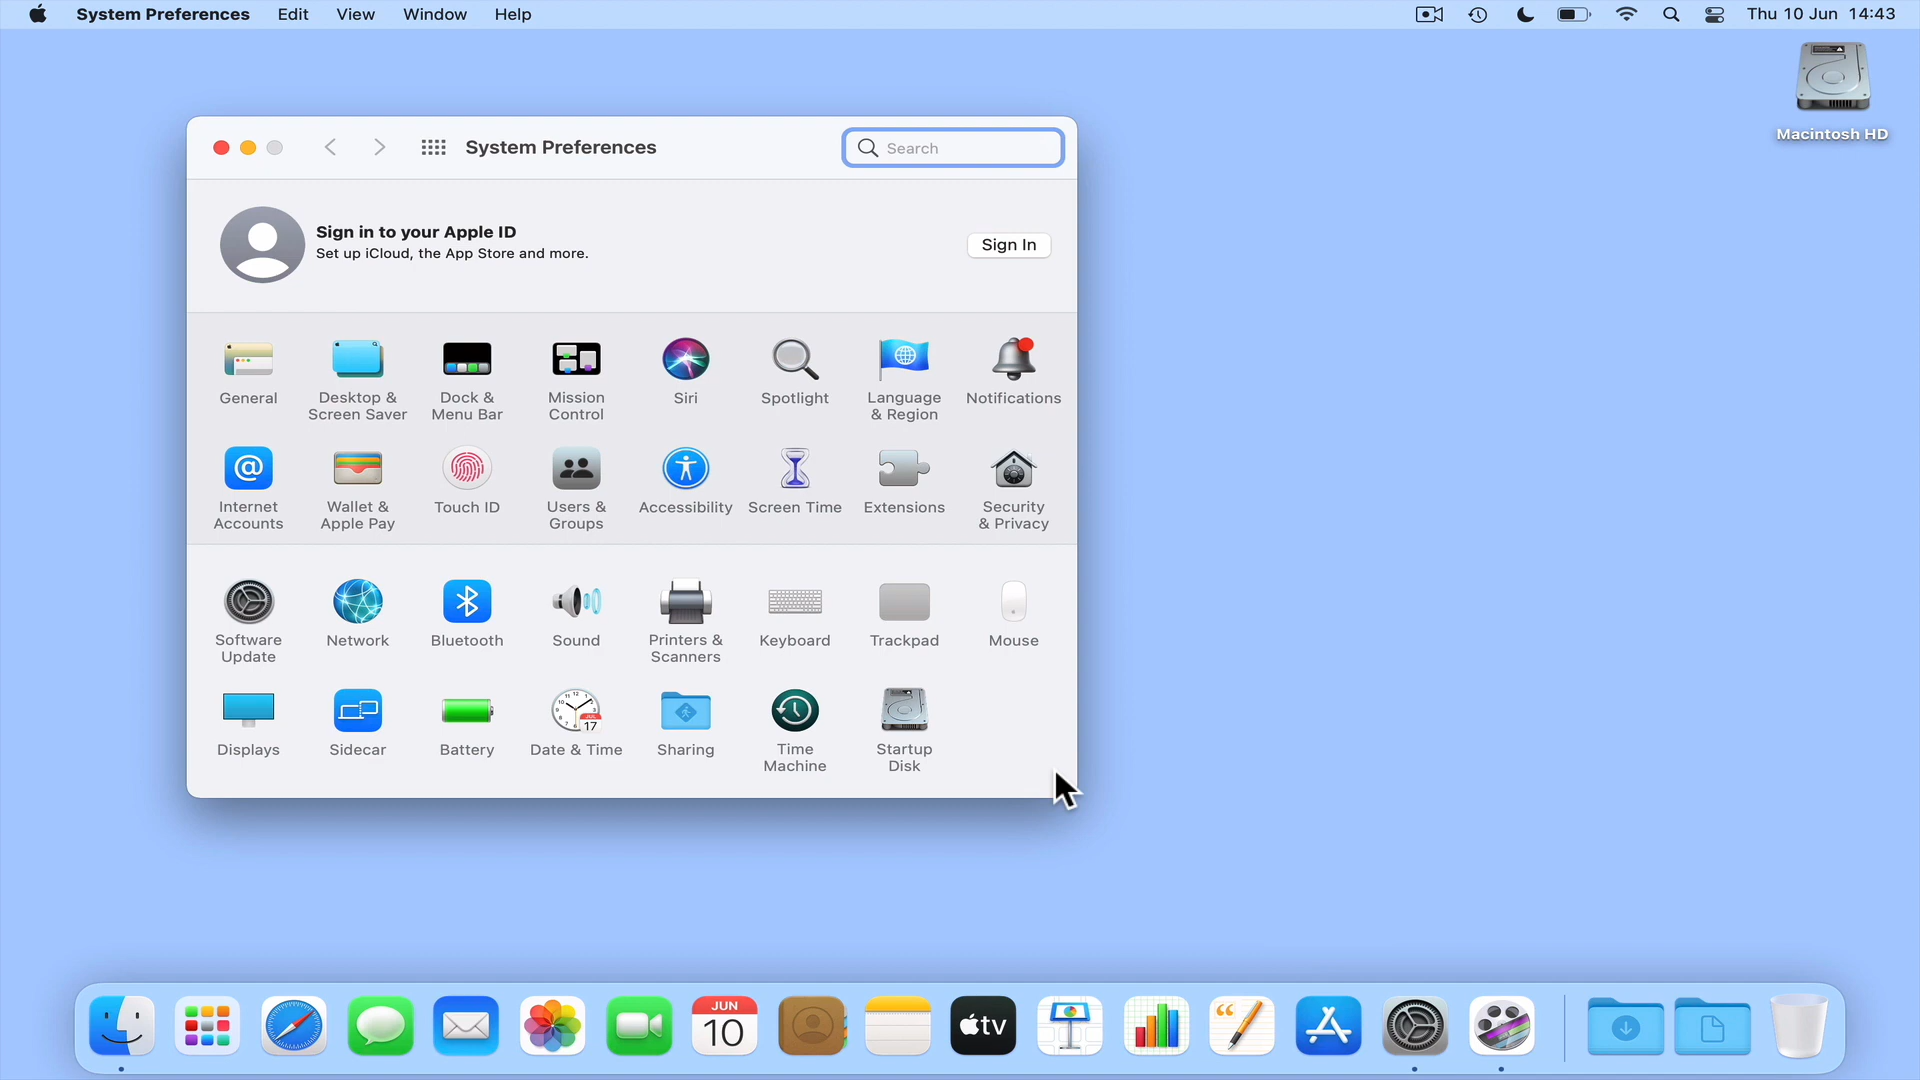 System Preferences Edit View Window Help Thu 10 Jun 14:43
Macintosh HD
System Preferences
Search
Sign in to your Apple ID
Set up iCloud, the App Store and more.
Sign In
General
Desktop &
Screen Saver
Dock &
Menu Bar
Mission
Control
Siri
Spotlight
Language
& Region
Notifications
Internet
Accounts
Wallet &
Apple Pay
Touch ID
Users &
Groups
Accessibility
Screen Time
Extensions
Security
& Privacy
Software
Update
Network
Bluetooth
Sound
Printers &
Scanners
Keyboard
Trackpad
Mouse
Displays
Sidecar
Battery
Date & Time
Sharing
Time
Machine
Startup
Disk
JUL
17
JUN
10
tv